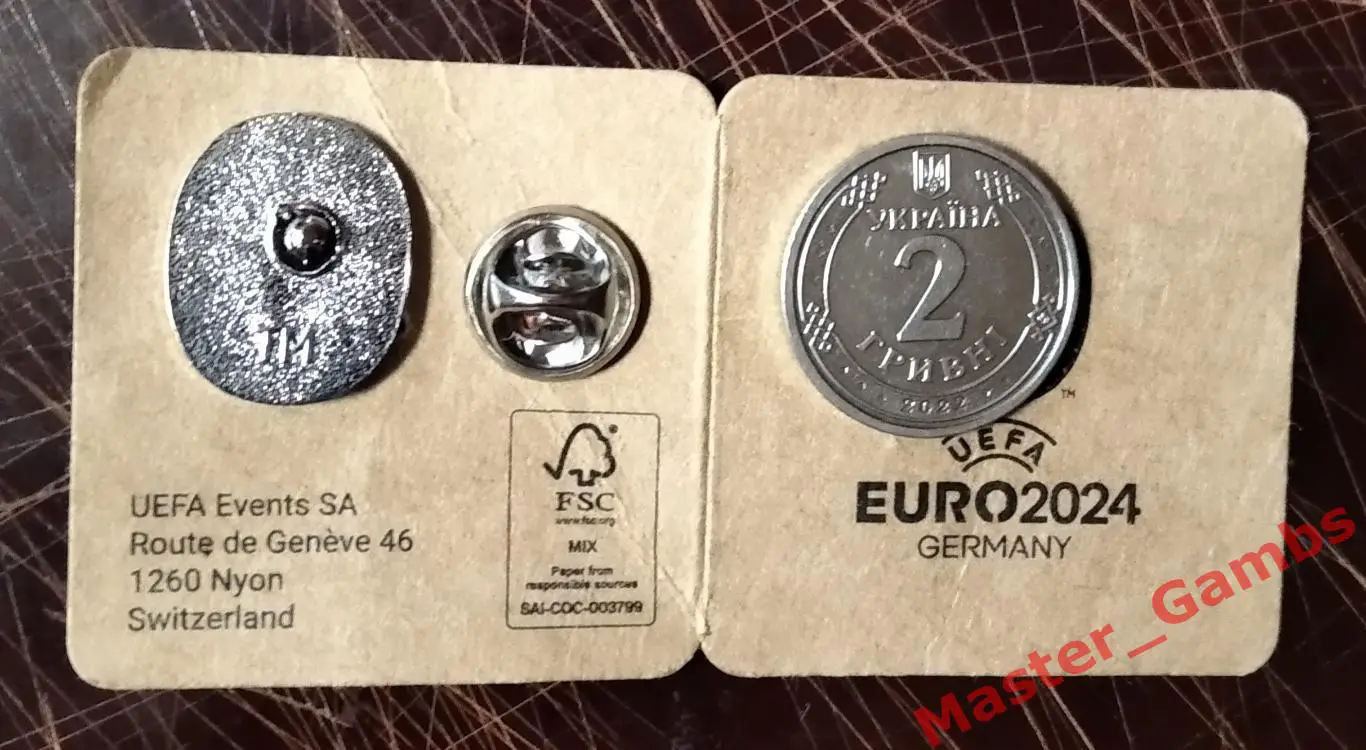 TM
UEFA Events SA
Route de Genève 46
1260 Nyon
Switzerland
®
FSC
www.fsc.org
MIX
Paper from
responsible sources
SAI-COC-003799
УКРАЇНА
2
ГРИВНІ
2022
TM
UEFA
EURO2024
GERMANY
Master_Gambs